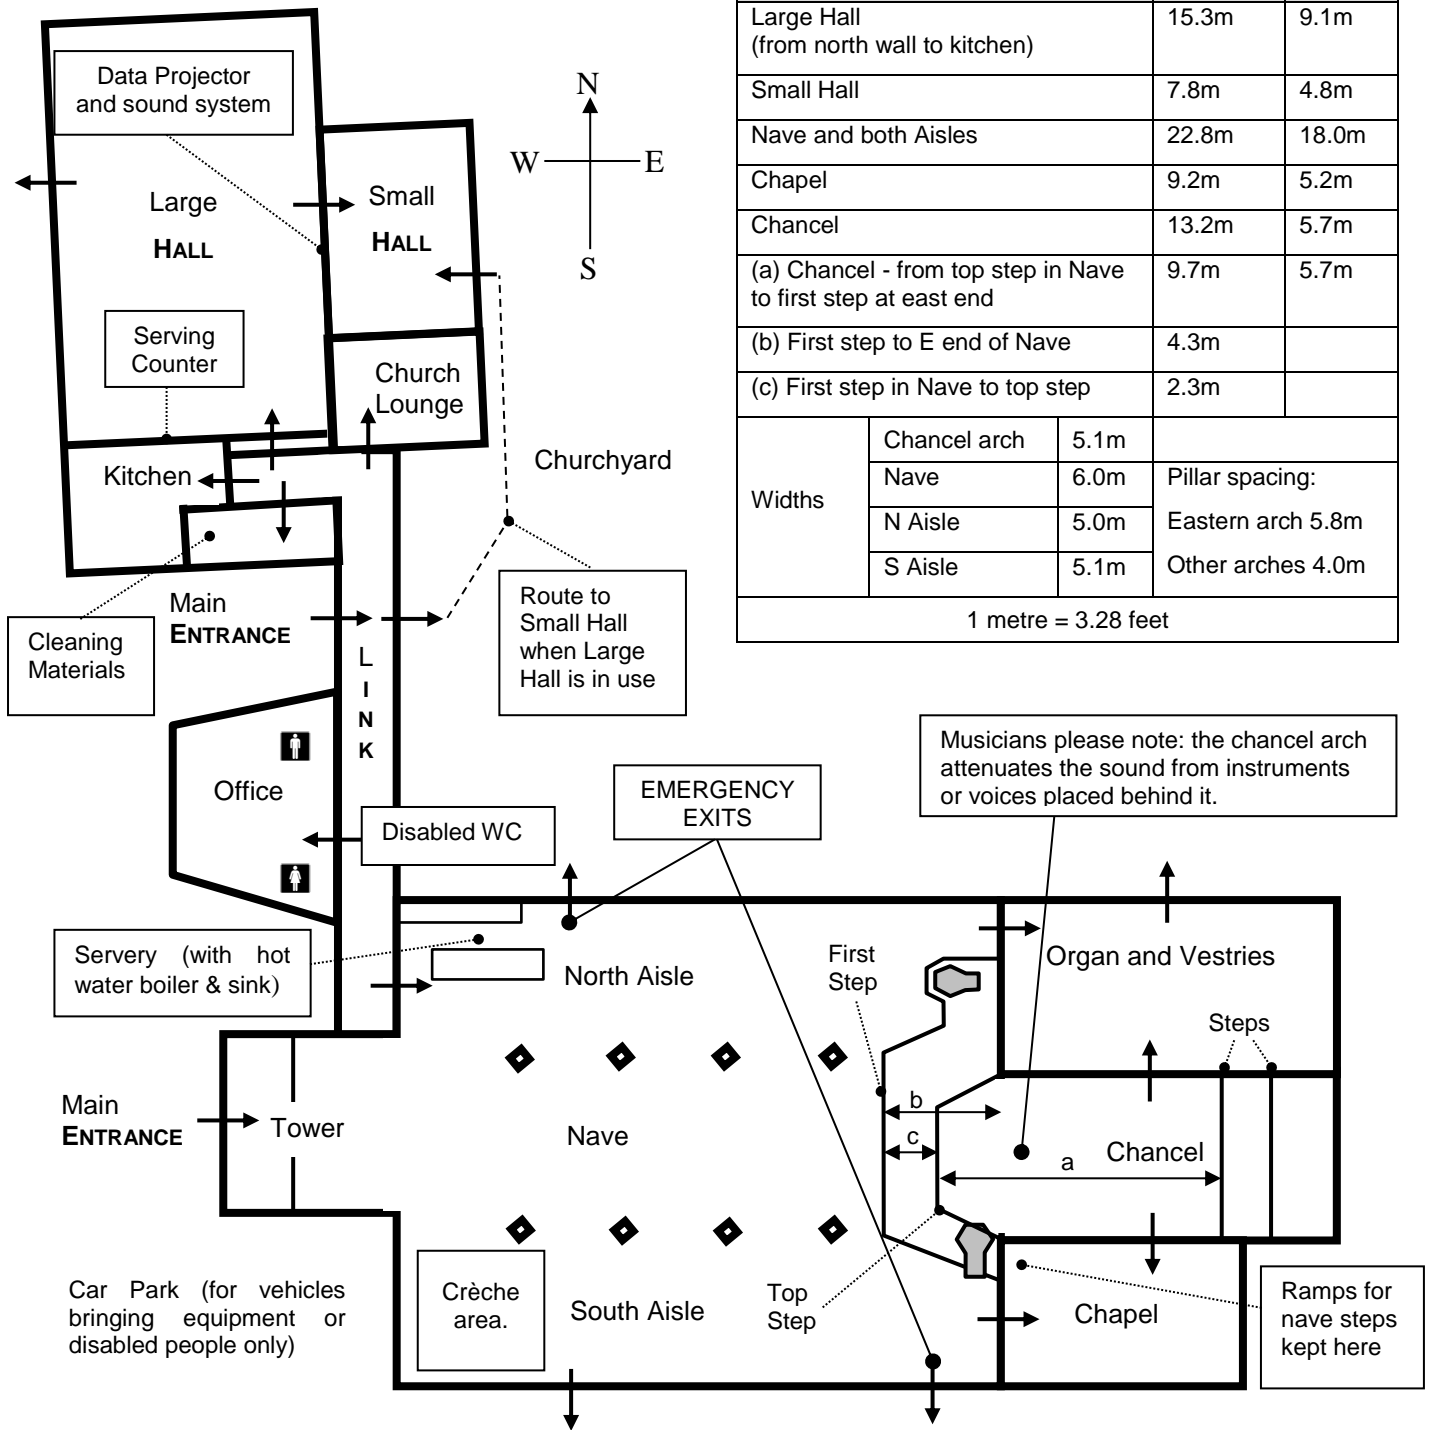 Data Projector
and sound system
Large
HALL
Small
HALL
N
W
E
S
Serving
Counter
Church
Lounge
Kitchen
Churchyard
Main
ENTRANCE
Cleaning
Materials
L
I
N
K
Route to
Small Hall
when Large
Hall is in use
Large Hall 15.3m 9.1m
(from north wall to kitchen)
Small Hall 7.8m 4.8m
Nave and both Aisles 22.8m 18.0m
Chapel 9.2m 5.2m
Chancel 13.2m 5.7m
(a) Chancel - from top step in Nave 9.7m 5.7m
to first step at east end
(b) First step to E end of Nave 4.3m
(c) First step in Nave to top step 2.3m
Widths
Chancel arch 5.1m
Nave 6.0m
N Aisle 5.0m
S Aisle 5.1m
Pillar spacing:
Eastern arch 5.8m
Other arches 4.0m
1 metre = 3.28 feet
Office
Disabled WC
EMERGENCY
EXITS
Musicians please note: the chancel arch
attenuates the sound from instruments
or voices placed behind it.
Servery (with hot
water boiler & sink)
North Aisle
First
Step
Organ and Vestries
Steps
Main
ENTRANCE
Tower
Nave
b
c
a
Chancel
Car Park (for vehicles
bringing equipment or
disabled people only)
Crèche
area.
South Aisle
Top
Step
Chapel
Ramps for
nave steps
kept here